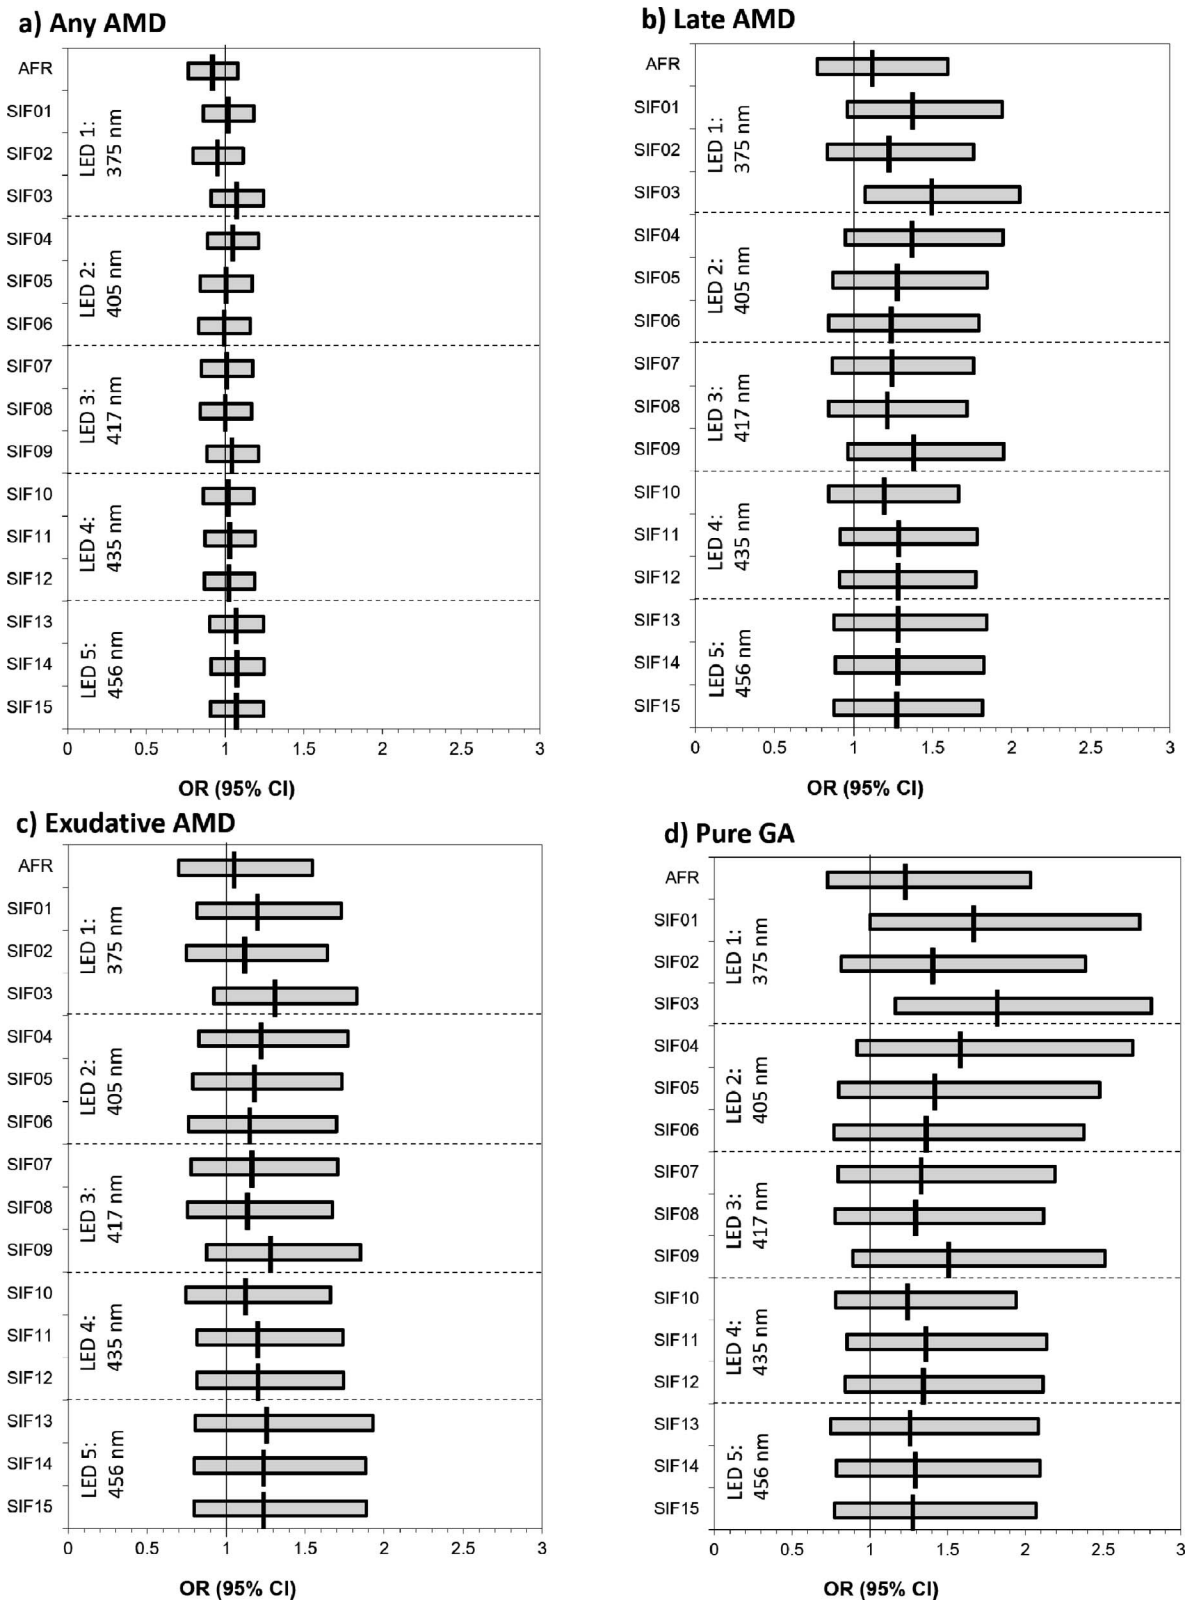 a) Any AMD
AFR
SIF01
SIF02
SIF03
SIF04
SIF05
SIF06
SIF07
SIF08
SIF09
SIF10
SIF11
SIF12
SIF13
SIF14
SIF15
LED 1:
375 nm
LED 2:
405 nm
LED 3:
417 nm
LED 4:
435 nm
LED 5:
456 nm
0 0.5 1 1.5 2 2.5 3
OR (95% CI)
b) Late AMD
AFR
SIF01
SIF02
SIF03
SIF04
SIF05
SIF06
SIF07
SIF08
SIF09
SIF10
SIF11
SIF12
SIF13
SIF14
SIF15
LED 1:
375 nm
LED 2:
405 nm
LED 3:
417 nm
LED 4:
435 nm
LED 5:
456 nm
0 0.5 1 1.5 2 2.5 3
OR (95% CI)
c) Exudative AMD
AFR
SIF01
SIF02
SIF03
SIF04
SIF05
SIF06
SIF07
SIF08
SIF09
SIF10
SIF11
SIF12
SIF13
SIF14
SIF15
LED 1:
375 nm
LED 2:
405 nm
LED 3:
417 nm
LED 4:
435 nm
LED 5:
456 nm
0 0.5 1 1.5 2 2.5 3
OR (95% CI)
d) Pure GA
AFR
SIF01
SIF02
SIF03
SIF04
SIF05
SIF06
SIF07
SIF08
SIF09
SIF10
SIF11
SIF12
SIF13
SIF14
SIF15
LED 1:
375 nm
LED 2:
405 nm
LED 3:
417 nm
LED 4:
435 nm
LED 5:
456 nm
0 0.5 1 1.5 2 2.5 3
OR (95% CI)